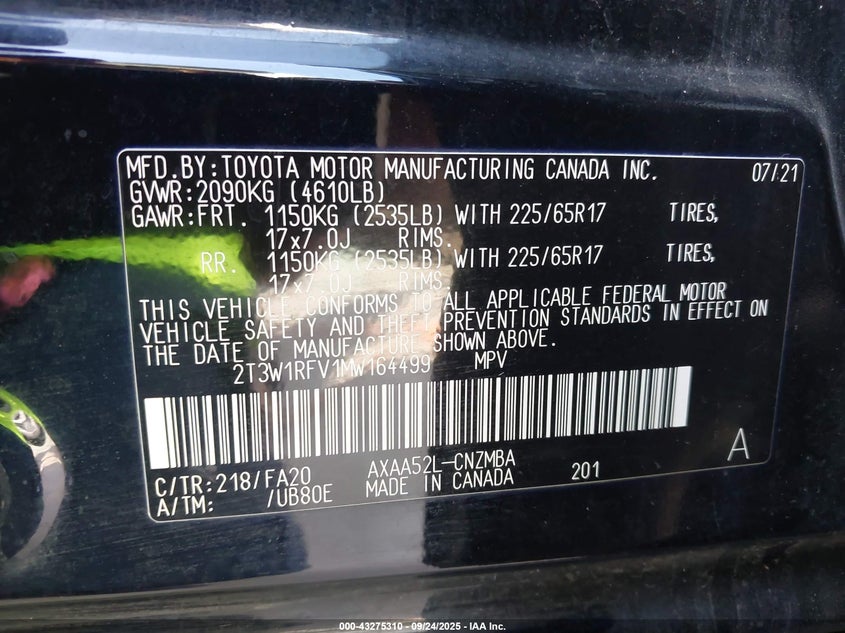 MFD.BY:TOYOTA MOTOR MANUFACTURING CANADA INC. 07/21
GVWR:2090KG (4610LB)
GAWR:FRT. 1150KG (2535LB) WITH 225/65R17 TIRES,
17x7.0J RIMS.
RR. 1150KG (2535LB) WITH 225/65R17 TIRES,
17x7.0J RIMS.
THIS VEHICLE CONFORMS TO ALL APPLICABLE FEDERAL MOTOR
VEHICLE SAFETY AND THEFT PREVENTION STANDARDS IN EFFECT ON
THE DATE OF MANUFACTURE SHOWN ABOVE.
2T3W1RFV1MW164499 MPV
C/TR:218/FA20 AXAA52L-CNZMBA 201 A
A/TM: /UB80E MADE IN CANADA
000-43275310 - 09/24/2025 - IAA Inc.